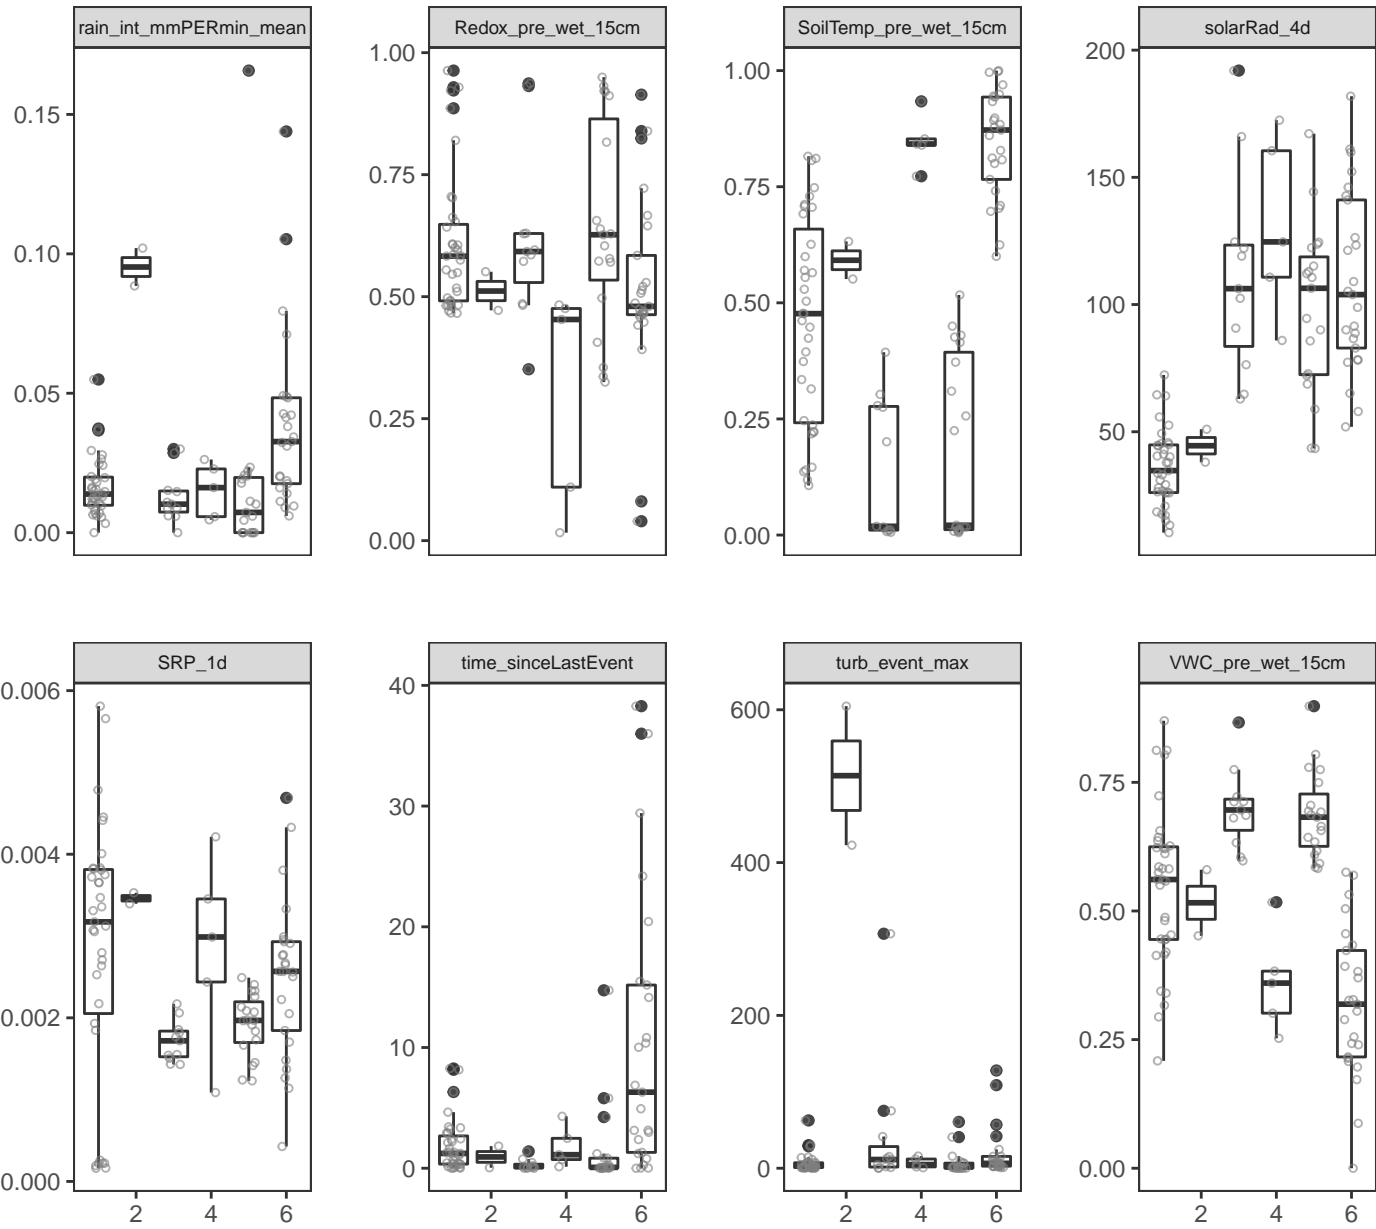 rain_int_mmPERmin_mean
Redox_pre_wet_15cm
SoilTemp_pre_wet_15cm
solarRad_4d
0.15
0.10
0.05
0.00
1.00
0.75
0.50
0.25
0.00
1.00
0.75
0.50
0.25
0.00
200
150
100
50
SRP_1d
time_sinceLastEvent
turb_event_max
VWC_pre_wet_15cm
0.006
0.004
0.002
0.000
40
30
20
10
0
600
400
200
0
0.75
0.50
0.25
0.00
2 4 6
2 4 6
2 4 6
2 4 6